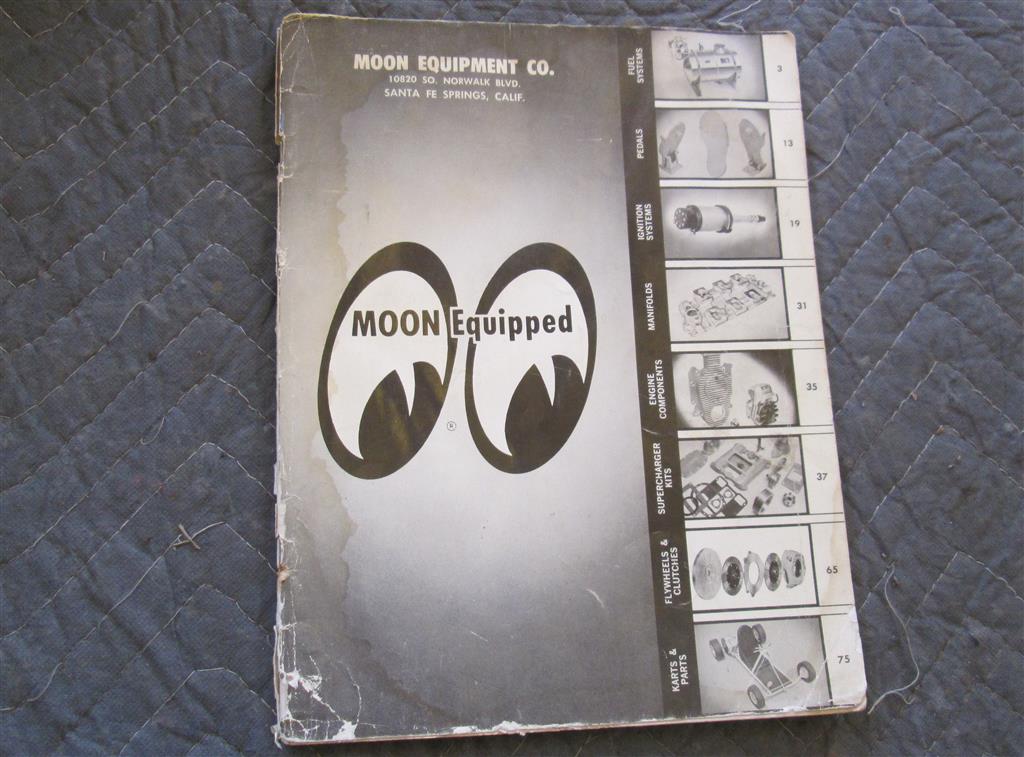 MOON EQUIPMENT CO.
10820 SO. NORWALK BLVD.
SANTA FE SPRINGS, CALIF.
MOON Equipped
®
FUEL
SYSTEMS
3
PEDALS
13
IGNITION
SYSTEMS
19
MANIFOLDS
31
ENGINE
COMPONENTS
35
SUPERCHARGER
KITS
37
FLYWHEELS &
CLUTCHES
65
KARTS &
PARTS
75